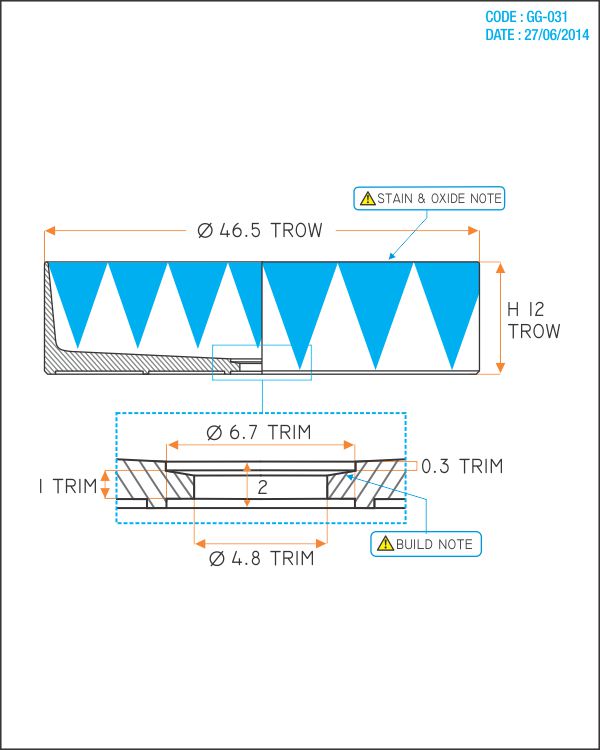 CODE : GG-031
DATE : 27/06/2014
STAIN & OXIDE NOTE
Ø 46.5 TROW
H 12
TROW
Ø 6.7 TRIM
0.3 TRIM
1 TRIM
2
BUILD NOTE
Ø 4.8 TRIM